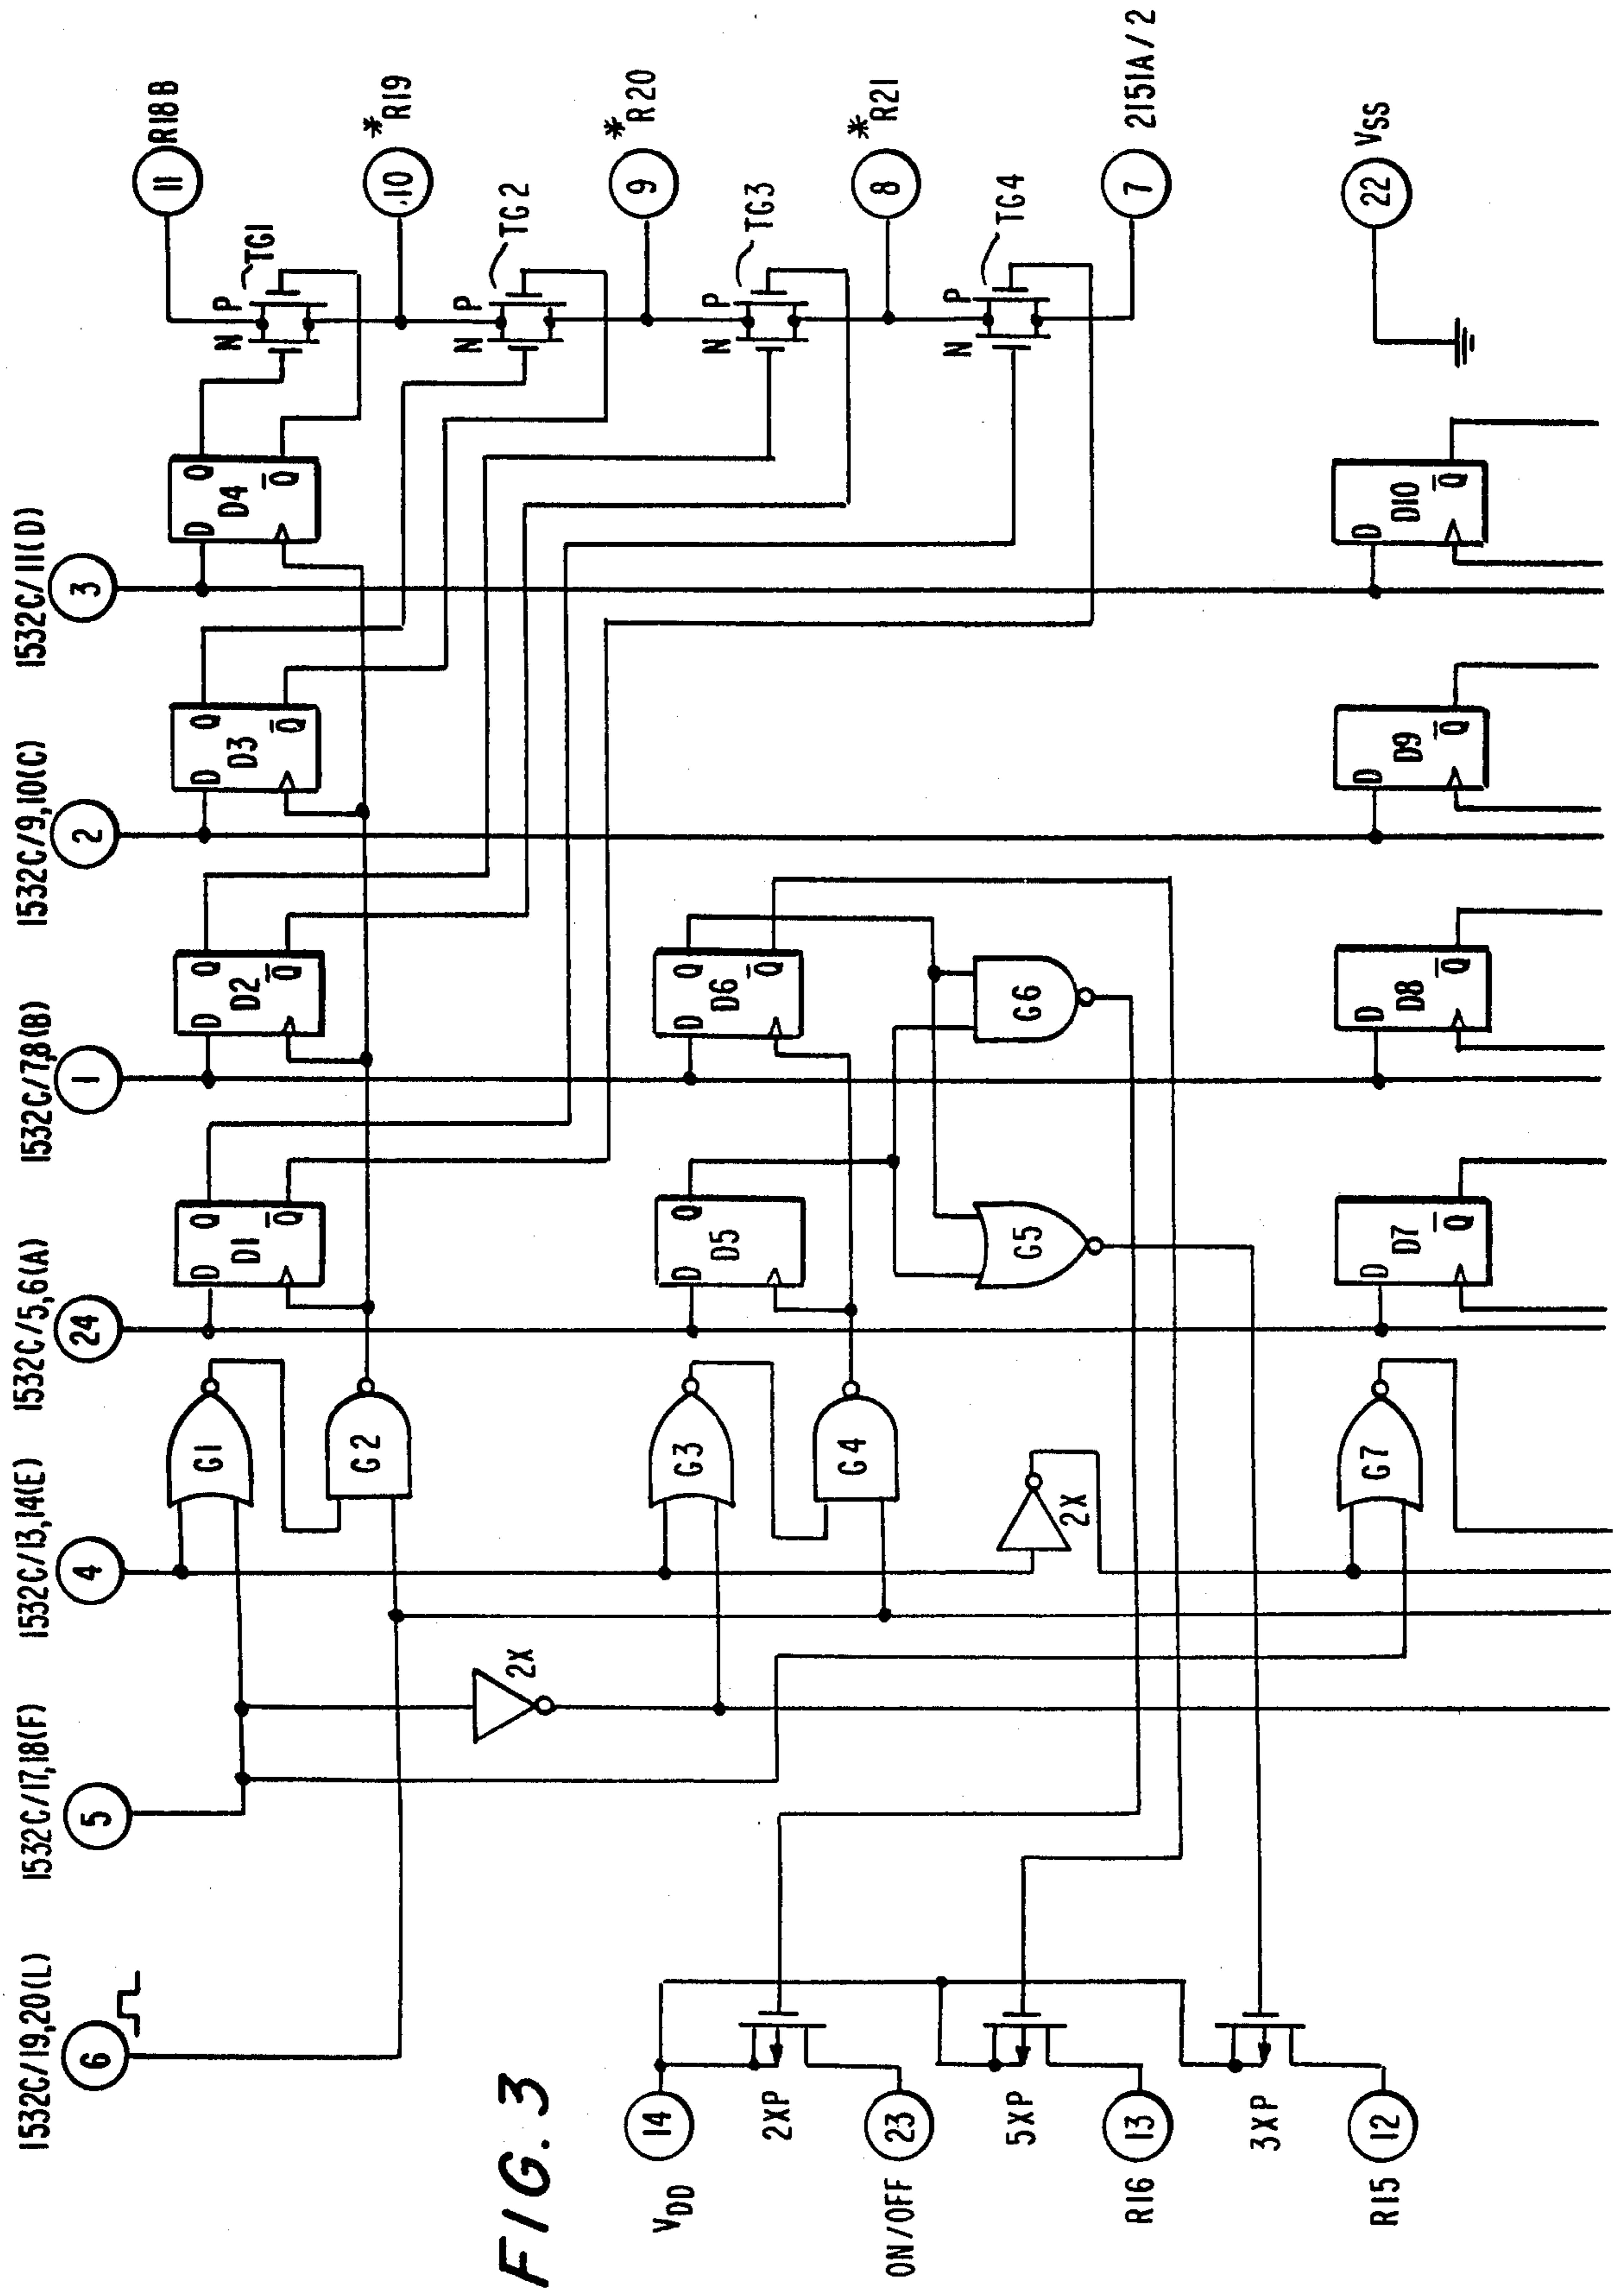 1532C/19,20(L)
1532C/17,18(F)
1532C/13,14(E)
1532C/5,6(A)
1532C/7,8(B)
1532C/9,10(C)
1532C/11(D)
6
5
4
24
1
2
3
11
R18B
G1
D
Q
D1
Q
D
Q
D2
Q
D
Q
D3
Q
D
Q
D4
Q
N
P
TG1
G2
10
*R19
2X
N
P
TG2
FIG. 3
9
*R20
14
VDD
G3
D
Q
D5
D
Q
D6
Q
N
P
TG3
2XP
G4
23
ON/OFF
8
*R21
5XP
2X
G5
G6
N
P
TG4
13
R16
7
2151A/2
3XP
12
R15
G7
D
D7
Q
D
D8
Q
D
D9
Q
D
D10
Q
22
VSS